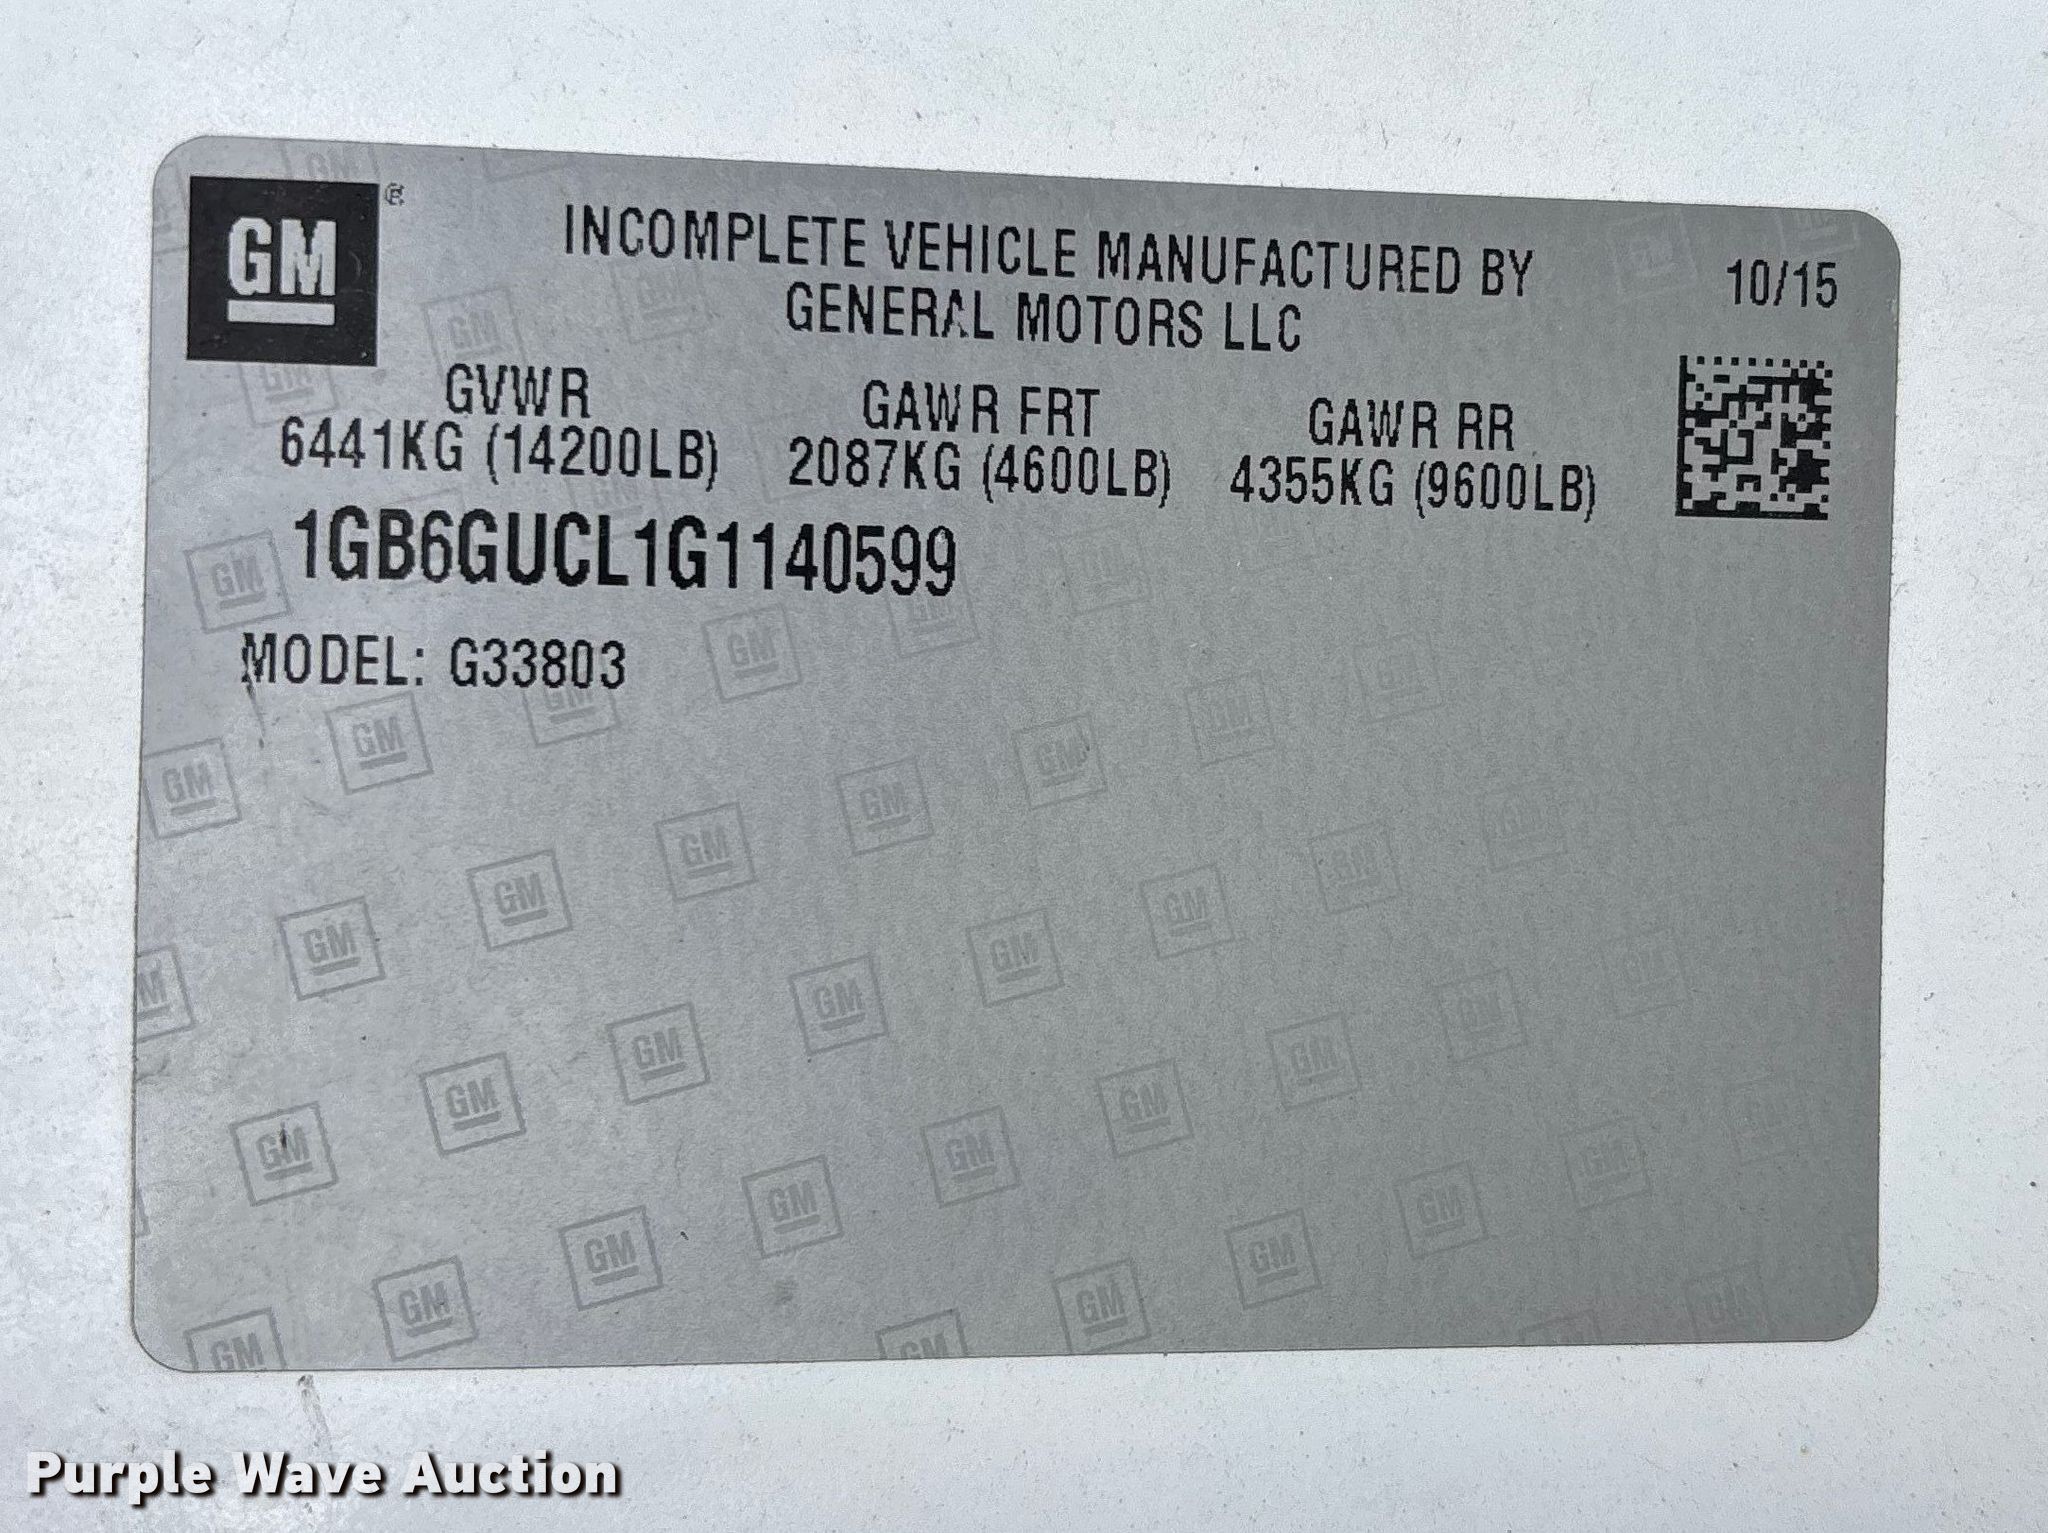 GM
INCOMPLETE VEHICLE MANUFACTURED BY
GENERAL MOTORS LLC
10/15
GVWR
6441KG (14200LB)
GAWR FRT
2087KG (4600LB)
GAWR RR
4355KG (9600LB)
1GB6GUCL1G1140599
MODEL: G33803
Purple Wave Auction